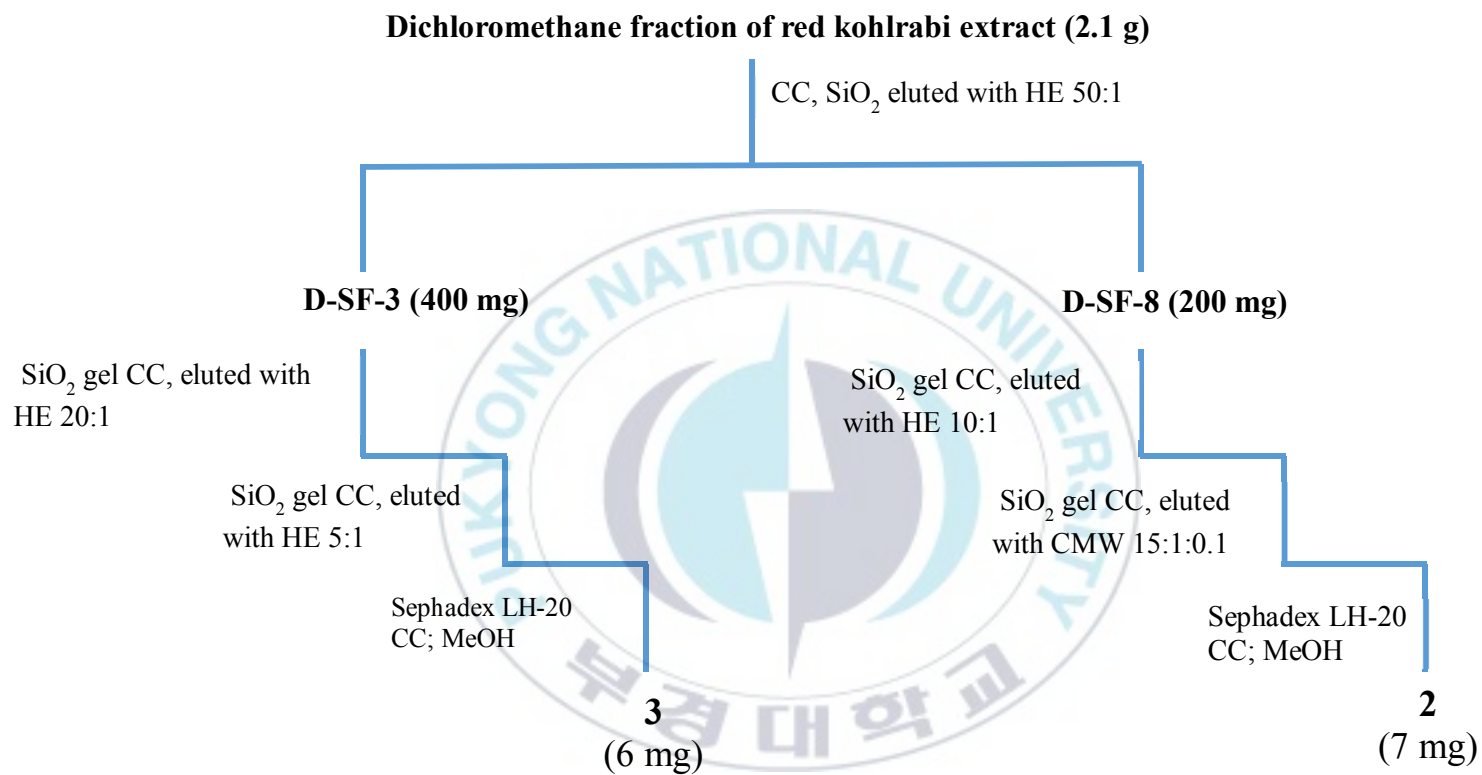 Dichloromethane fraction of red kohlrabi extract (2.1 g)
CC, SiO₂ eluted with HE 50:1
D-SF-3 (400 mg)
D-SF-8 (200 mg)
SiO₂ gel CC, eluted with
HE 20:1
SiO₂ gel CC, eluted
with HE 10:1
SiO₂ gel CC, eluted
with HE 5:1
SiO₂ gel CC, eluted
with CMW 15:1:0.1
Sephadex LH-20
CC; MeOH
Sephadex LH-20
CC; MeOH
3
(6 mg)
2
(7 mg)
PUKYONG NATIONAL UNIVERSITY
부경대학교